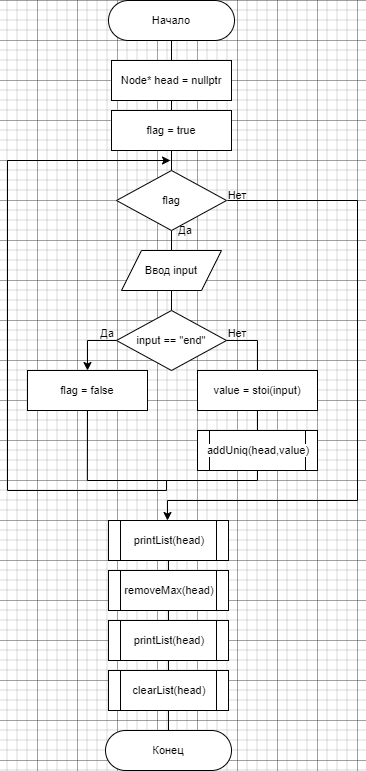 Начало
Node* head = nullptr
flag = true
flag
Нет
Да
Ввод input
input == "end"
Да
Нет
flag = false
value = stoi(input)
addUniq(head,value)
printList(head)
removeMax(head)
printList(head)
clearList(head)
Конец